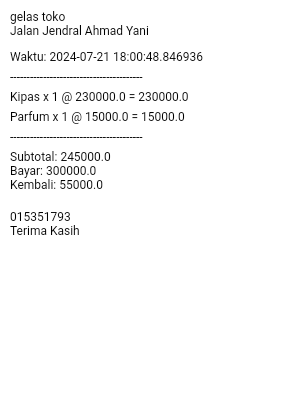 gelas toko
Jalan Jendral Ahmad Yani
Waktu: 2024-07-21 18:00:48.846936
----------------------------------------
Kipas x 1 @ 230000.0 = 230000.0
Parfum x 1 @ 15000.0 = 15000.0
----------------------------------------
Subtotal: 245000.0
Bayar: 300000.0
Kembali: 55000.0
015351793
Terima Kasih